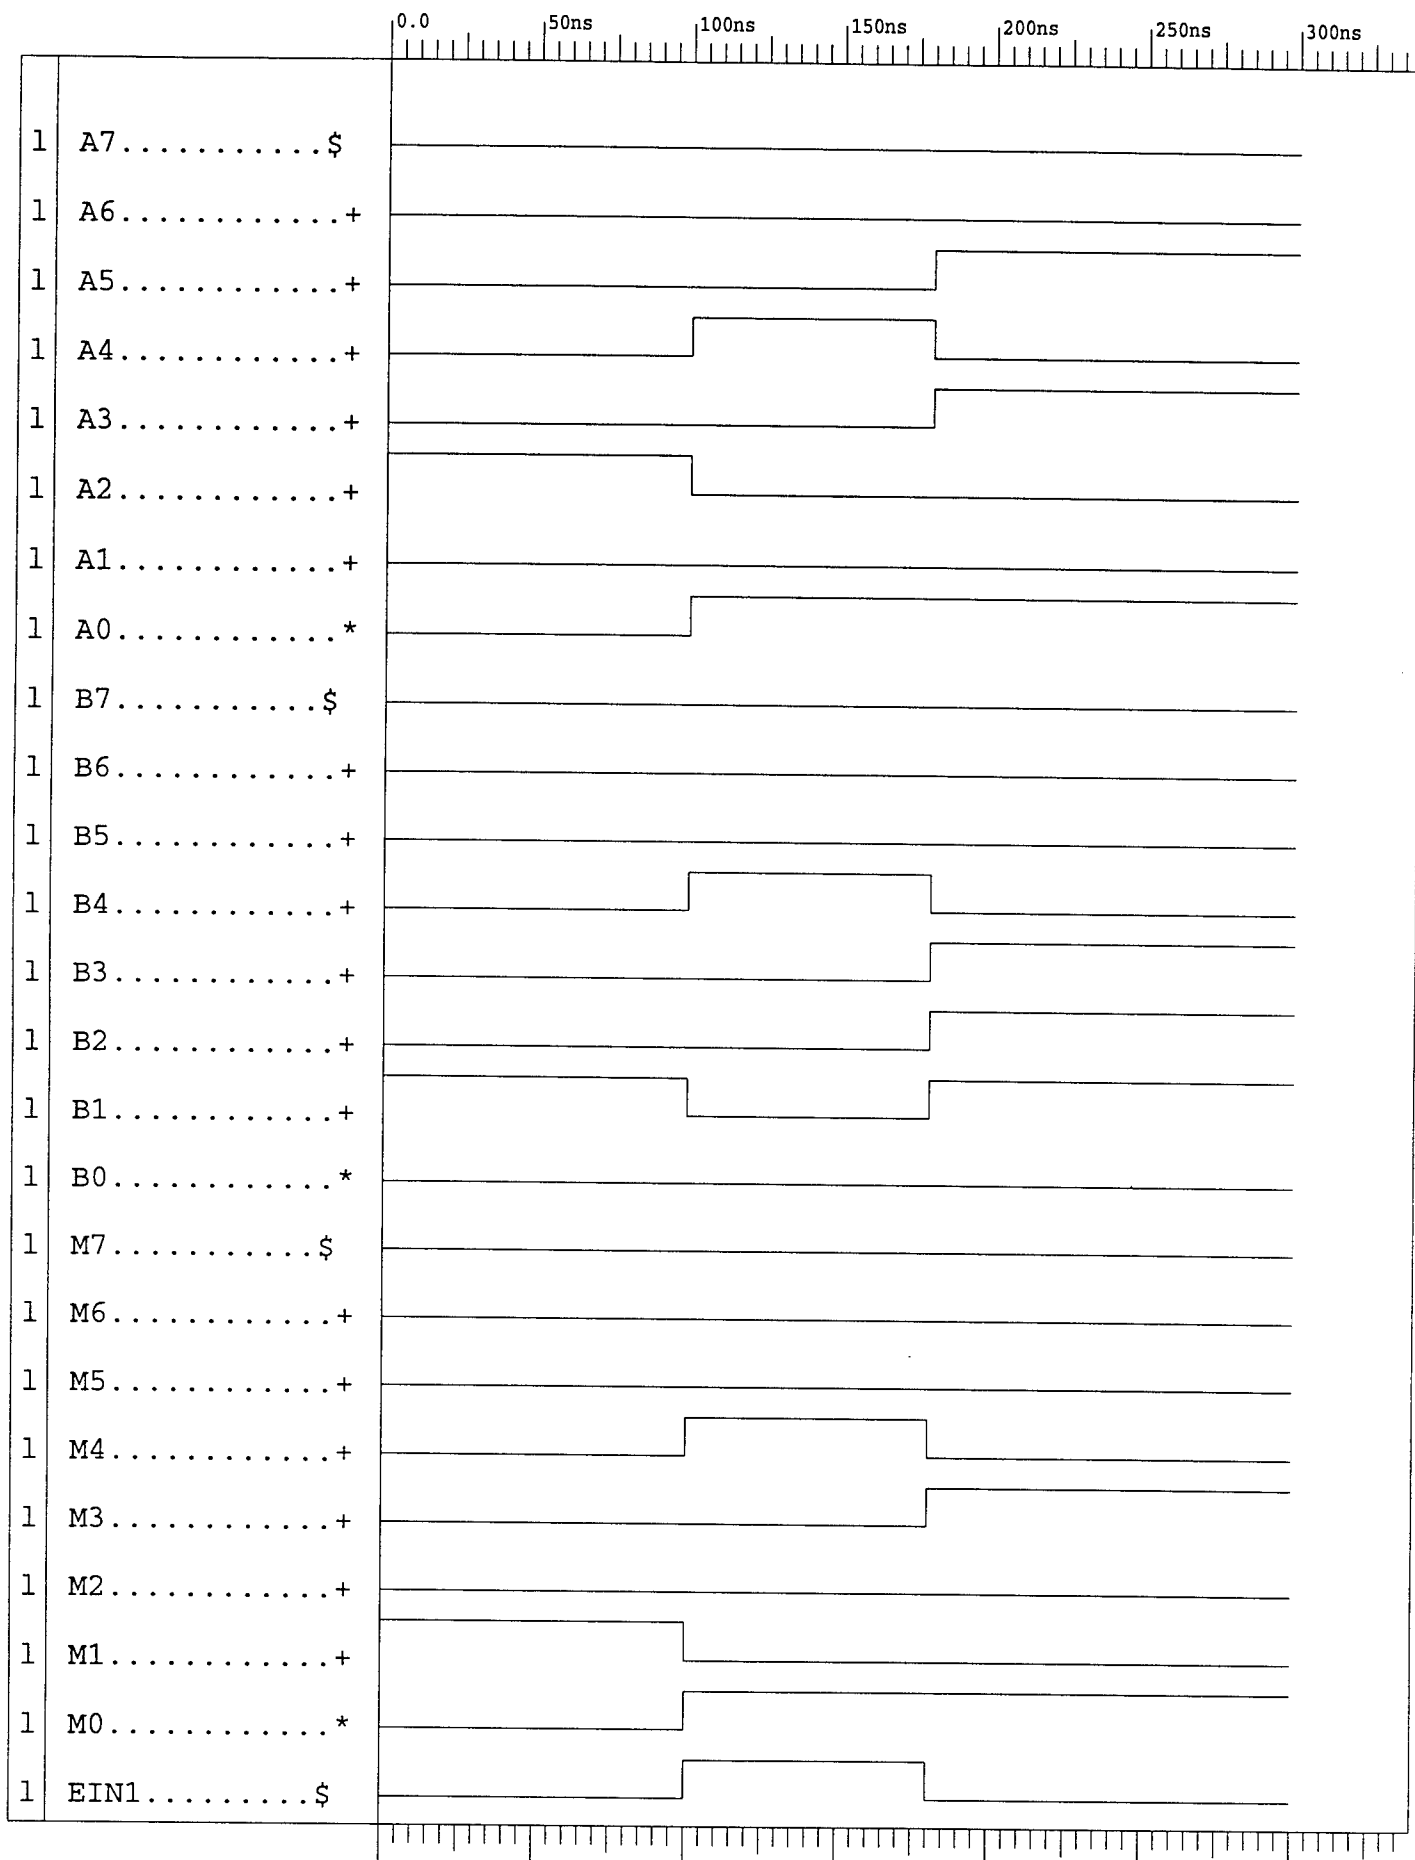 0.0 50ns 100ns 150ns 200ns 250ns 300ns
1 A7...........$
1 A6............+
1 A5............+
1 A4............+
1 A3............+
1 A2............+
1 A1............+
1 A0............*
1 B7...........$
1 B6............+
1 B5............+
1 B4............+
1 B3............+
1 B2............+
1 B1............+
1 B0............*
1 M7...........$
1 M6............+
1 M5............+
1 M4............+
1 M3............+
1 M2............+
1 M1............+
1 M0............*
1 EIN1.........$